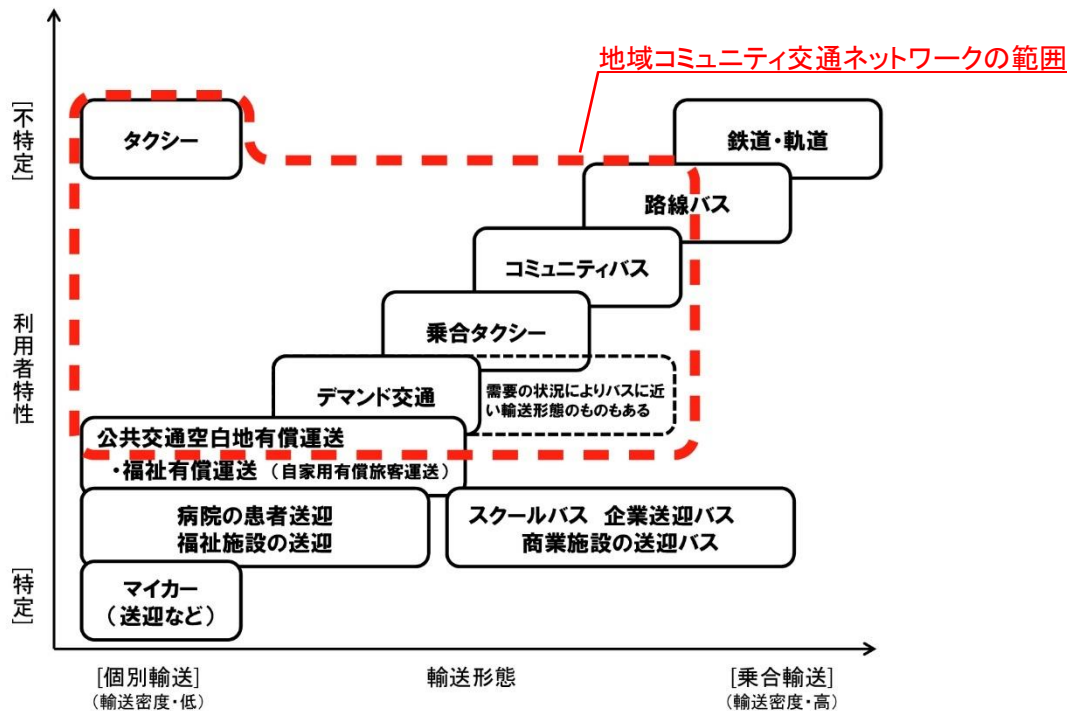 地域コミュニティ交通ネットワークの範囲
[不特定]
タクシー
鉄道・軌道
路線バス
コミュニティバス
利用者特性
乗合タクシー
デマンド交通
需要の状況によりバスに近
い輸送形態のものもある
公共交通空白地有償運送
・福祉有償運送（自家用有償旅客運送）
病院の患者送迎
福祉施設の送迎
スクールバス　企業送迎バス
商業施設の送迎バス
[特定]
マイカー
（送迎など）
[個別輸送]
（輸送密度・低）
輸送形態
[乗合輸送]
（輸送密度・高）